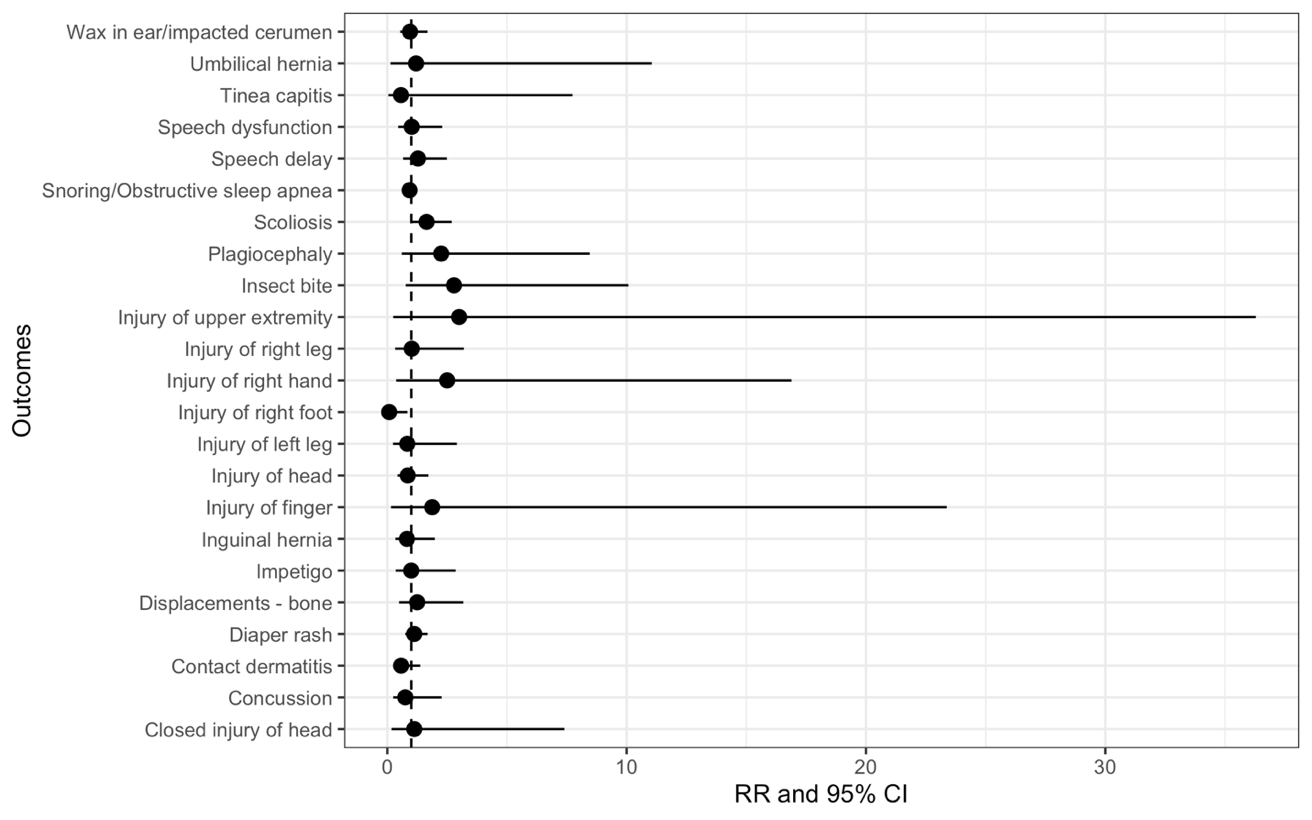 Outcomes
Wax in ear/impacted cerumen
Umbilical hernia
Tinea capitis
Speech dysfunction
Speech delay
Snoring/Obstructive sleep apnea
Scoliosis
Plagiocephaly
Insect bite
Injury of upper extremity
Injury of right leg
Injury of right hand
Injury of right foot
Injury of left leg
Injury of head
Injury of finger
Inguinal hernia
Impetigo
Displacements - bone
Diaper rash
Contact dermatitis
Concussion
Closed injury of head
0 10 20 30
RR and 95% CI